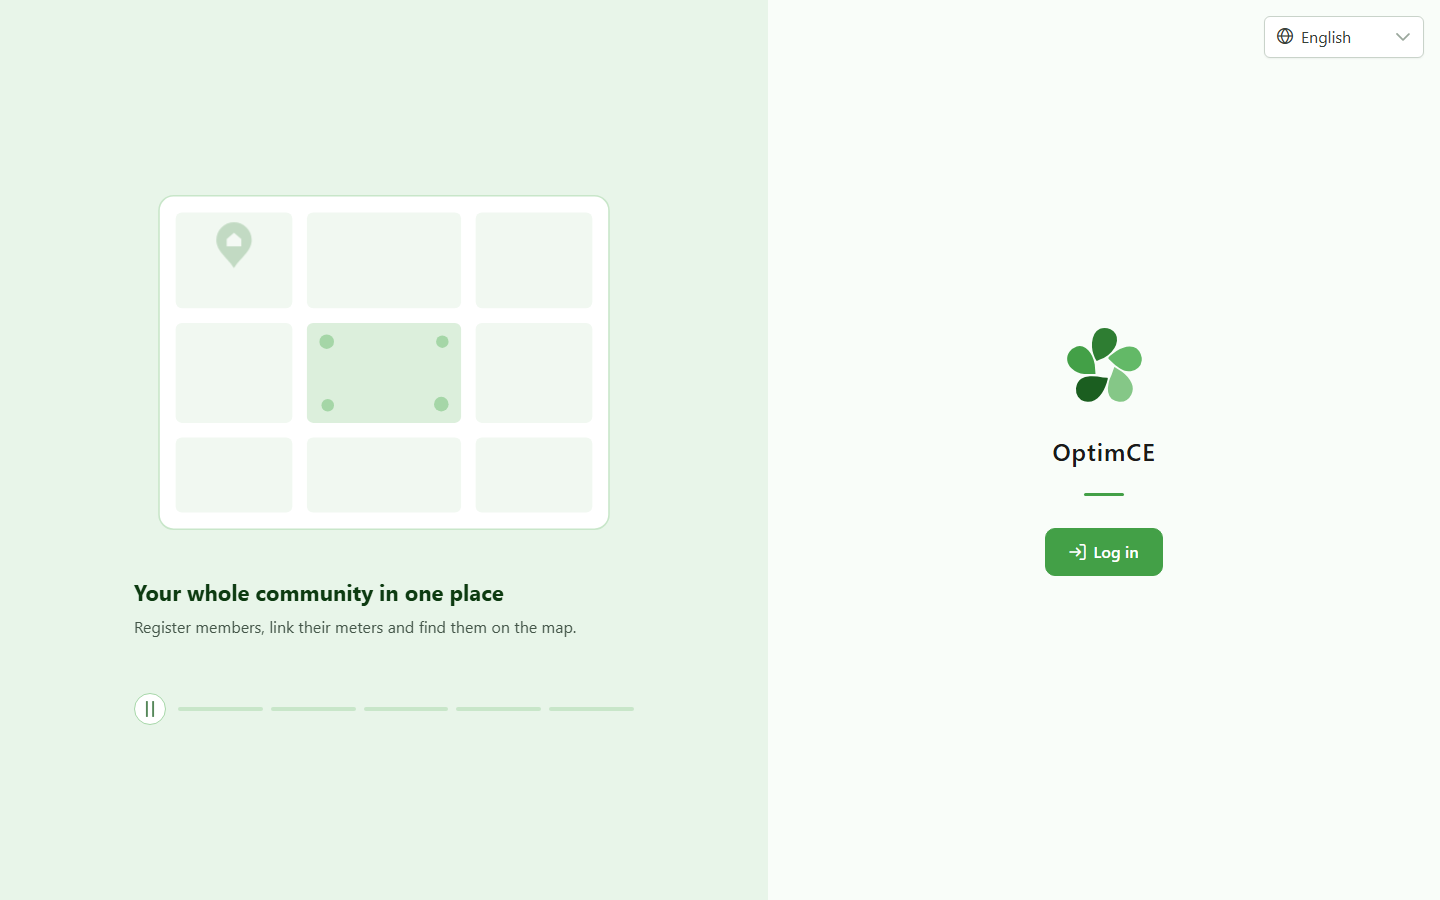 English
Your whole community in one place
Register members, link their meters and find them on the map.
OptimCE
Log in